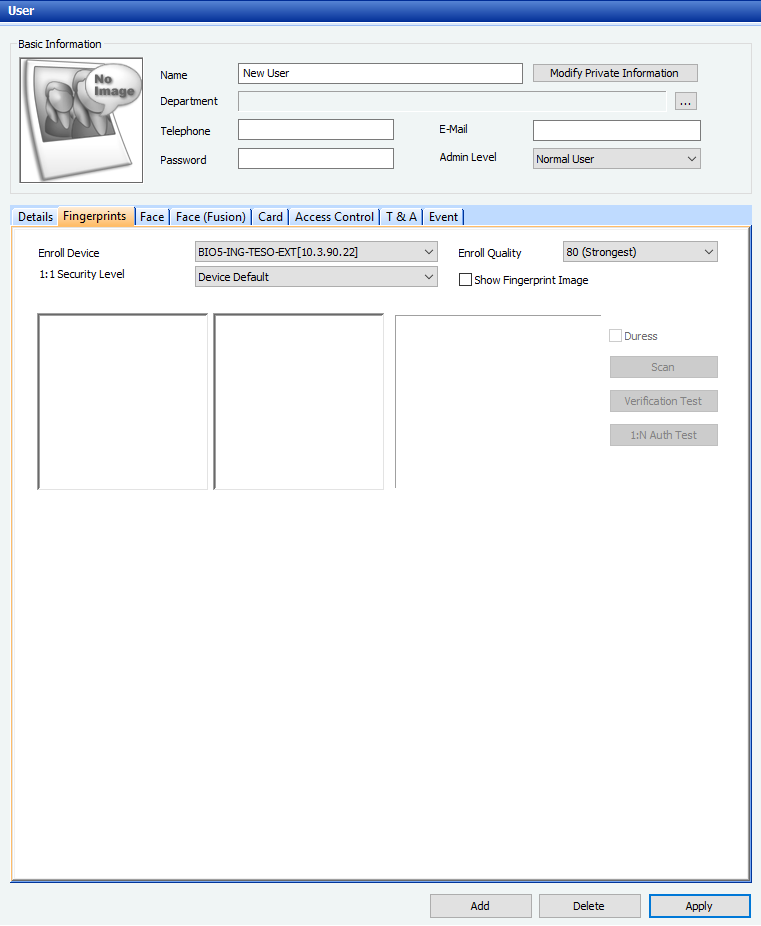 User
Basic Information
No
Image
Name New User Modify Private Information
Department ...
Telephone E-Mail
Password Admin Level Normal User
Details Fingerprints Face Face (Fusion) Card Access Control T & A Event
Enroll Device BIO5-ING-TESO-EXT[10.3.90.22] Enroll Quality 80 (Strongest)
1:1 Security Level Device Default Show Fingerprint Image
Duress
Scan
Verification Test
1:N Auth Test
Add Delete Apply